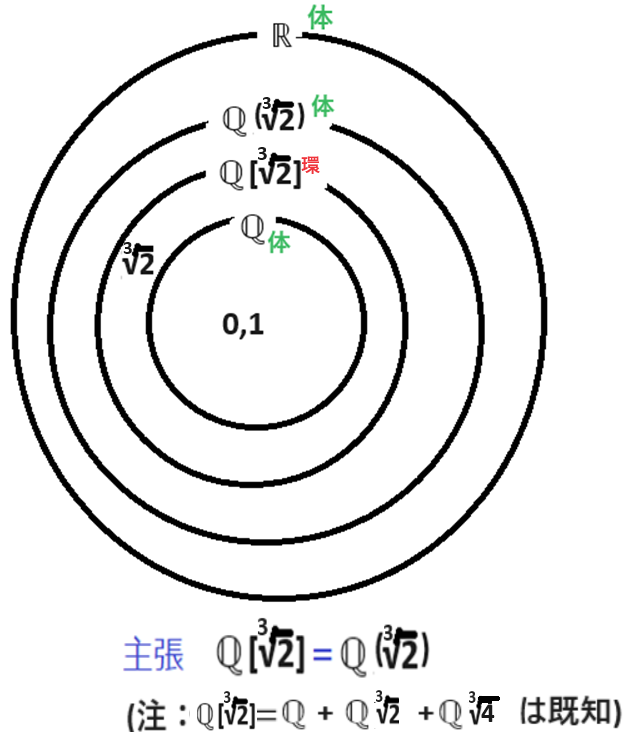 ℝ 体
ℚ(∛2) 体
ℚ[∛2] 環
ℚ 体
∛2
0,1
主張 ℚ[∛2] = ℚ(∛2)
(注：ℚ[∛2]=ℚ + ℚ∛2 +ℚ∛4 は既知)